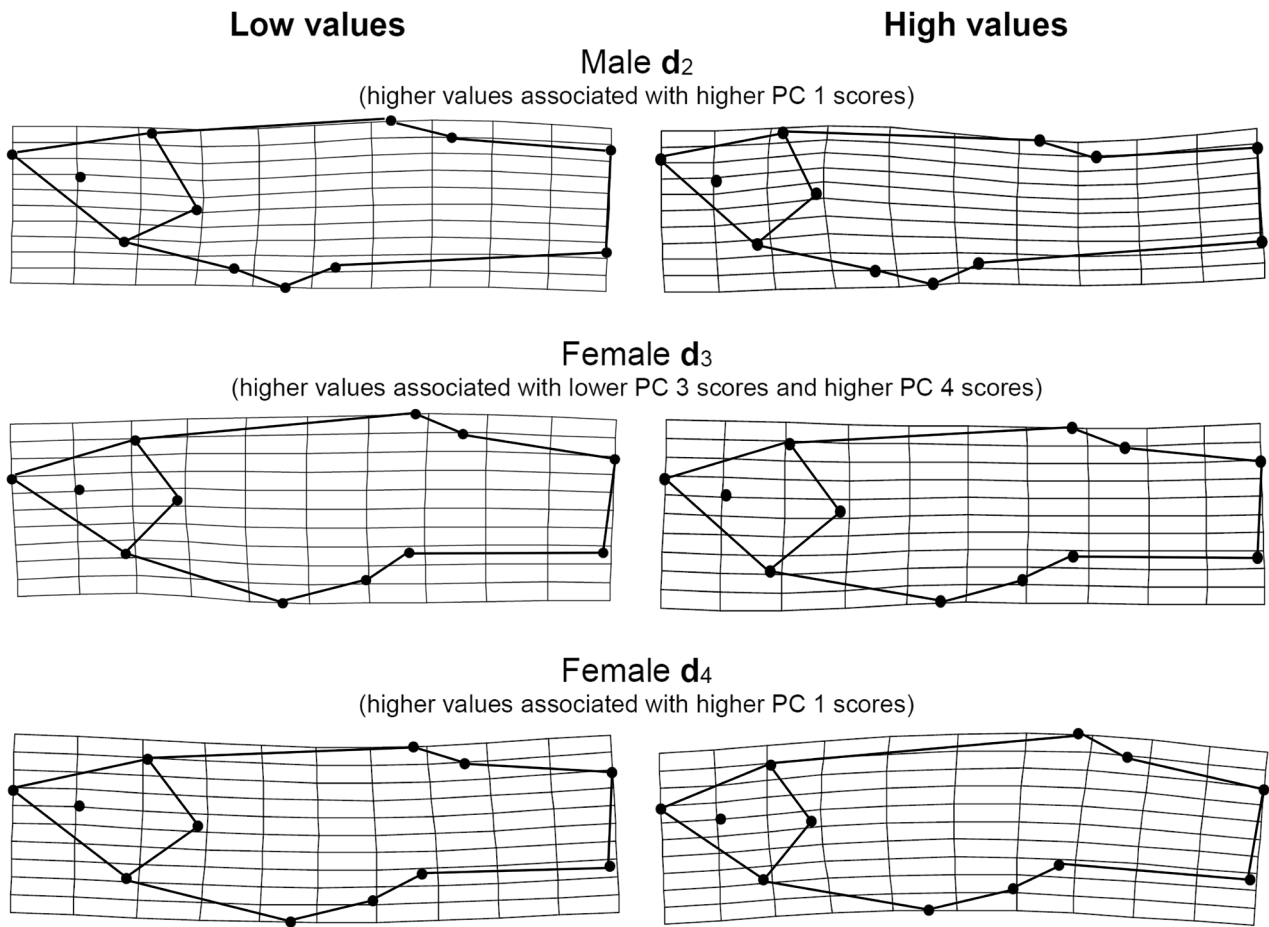 Low values
High values
Male d2
(higher values associated with higher PC 1 scores)
Female d3
(higher values associated with lower PC 3 scores and higher PC 4 scores)
Female d4
(higher values associated with higher PC 1 scores)